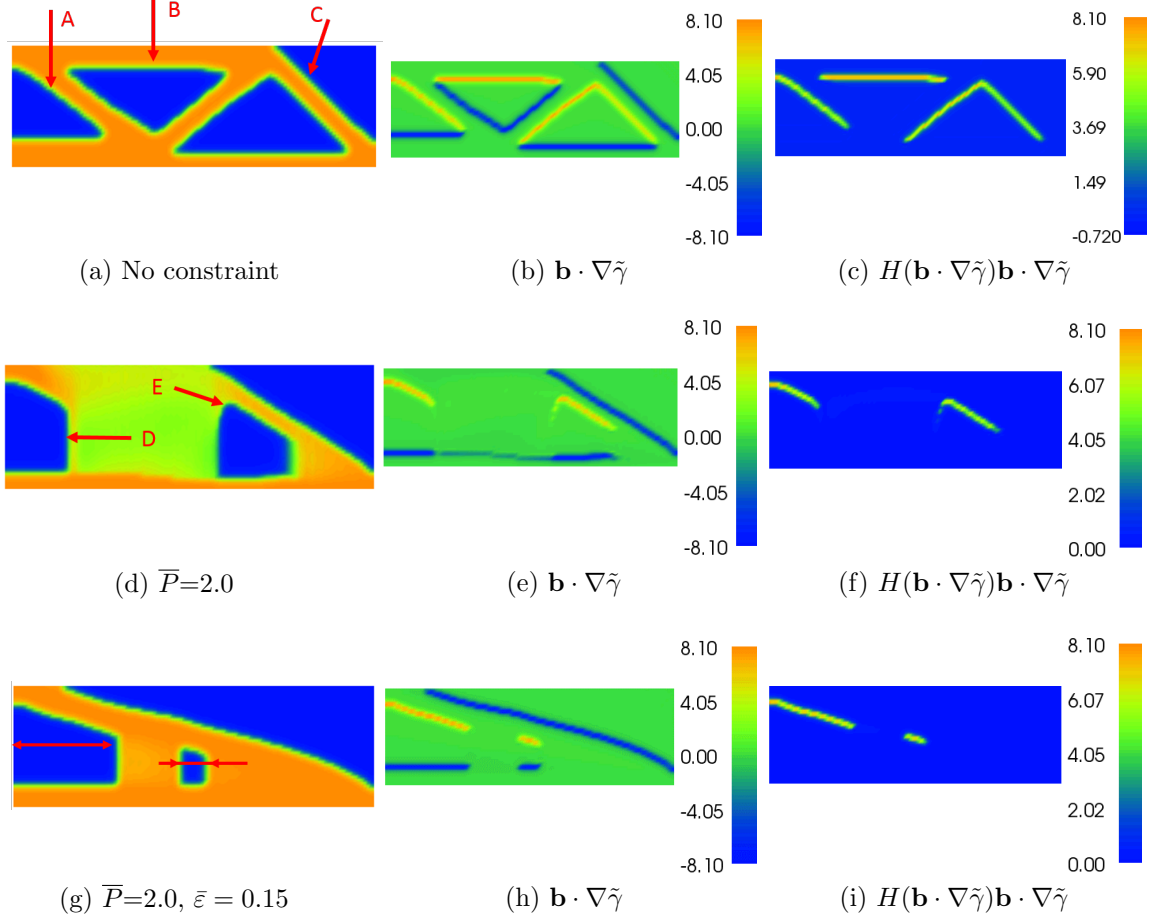 A
B
C
8.10
4.05
0.00
-4.05
-8.10
8.10
5.90
3.69
1.49
-0.720
(a) No constraint
(b) 𝐛 · ∇γ̃
(c) H(𝐛 · ∇γ̃)𝐛 · ∇γ̃
E
D
8.10
4.05
0.00
-4.05
-8.10
8.10
6.07
4.05
2.02
0.00
(d) P̅=2.0
(e) 𝐛 · ∇γ̃
(f) H(𝐛 · ∇γ̃)𝐛 · ∇γ̃
8.10
4.05
0.00
-4.05
-8.10
8.10
6.07
4.05
2.02
0.00
(g) P̅=2.0, ε̄ = 0.15
(h) 𝐛 · ∇γ̃
(i) H(𝐛 · ∇γ̃)𝐛 · ∇γ̃